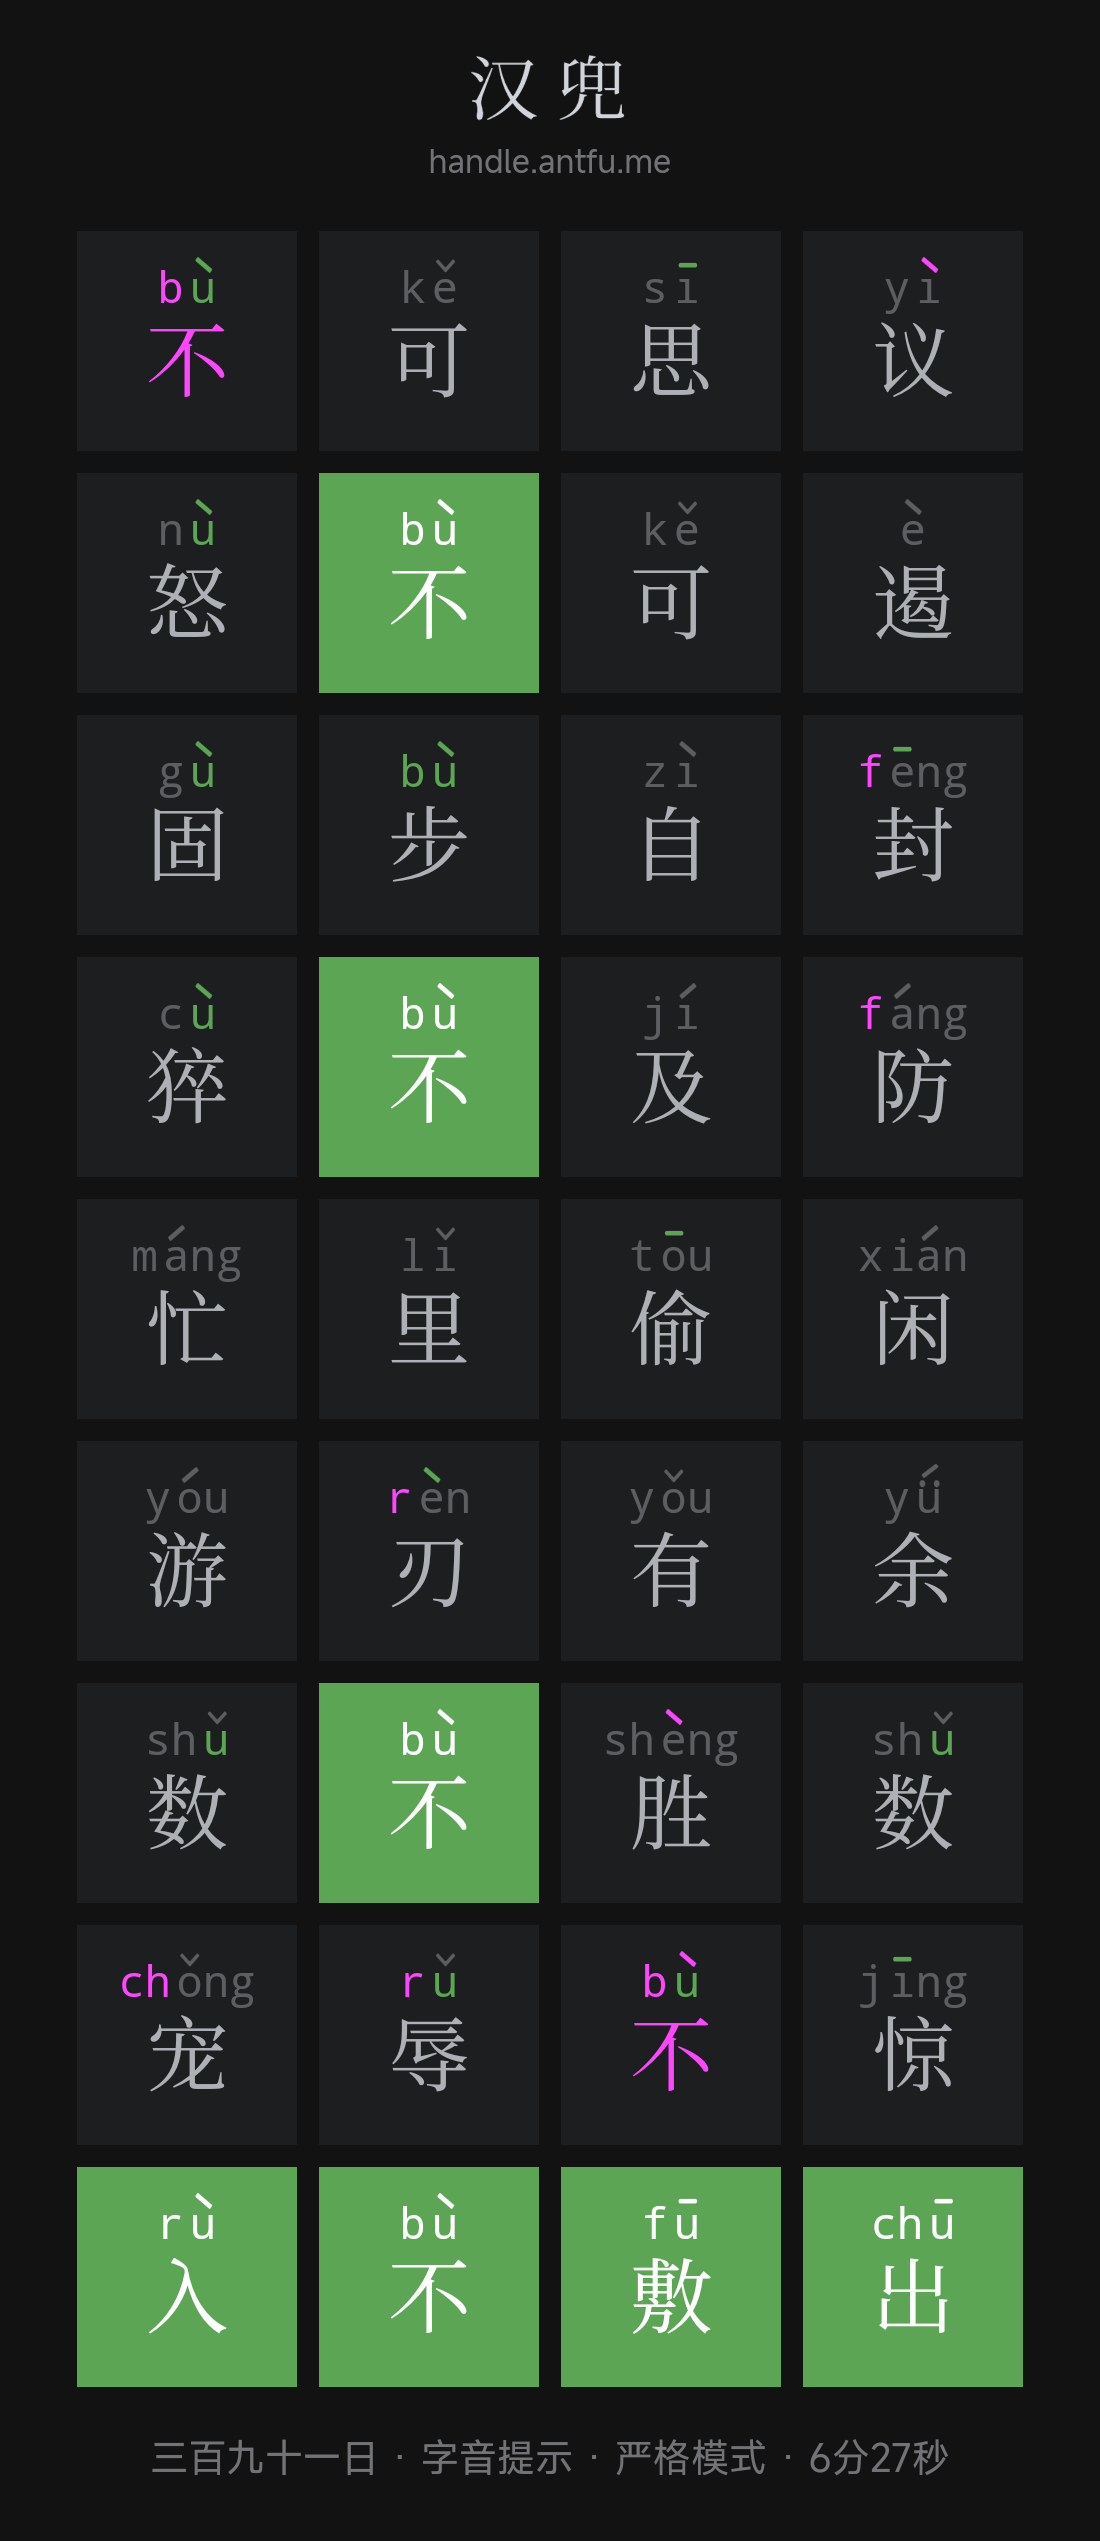 汉兜
handle.antfu.me
bù kě sī yì
不 可 思 议
nù bù kě è
怒 不 可 遏
gù bù zì fēng
固 步 自 封
cù bù jí fáng
猝 不 及 防
máng lǐ tōu xián
忙 里 偷 闲
yóu rèn yǒu yǘ
游 刃 有 余
shǔ bù shèng shǔ
数 不 胜 数
chǒng rǔ bù jīng
宠 辱 不 惊
rù bù fū chū
入 不 敷 出
三百九十一日 · 字音提示 · 严格模式 · 6分27秒